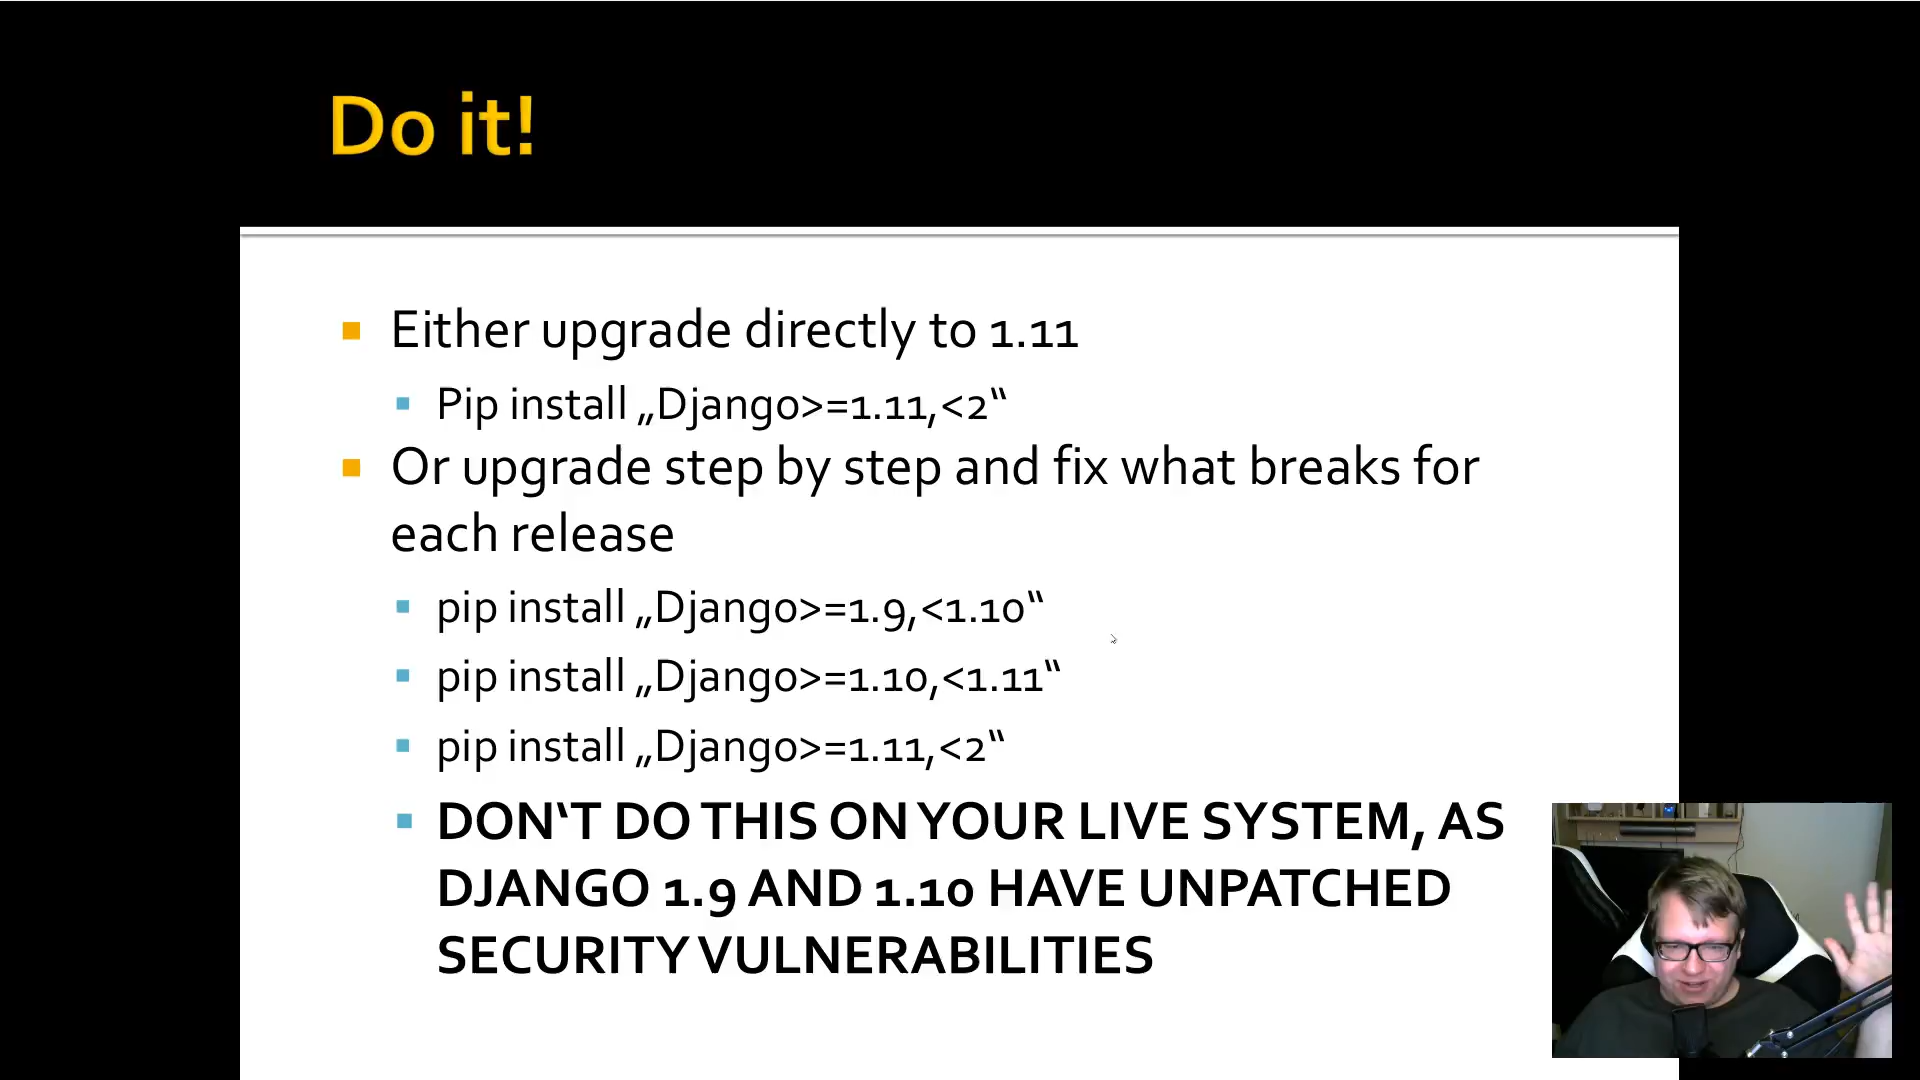 Do it!
Either upgrade directly to 1.11
Pip install „Django>=1.11,<2“
Or upgrade step by step and fix what breaks for
each release
pip install „Django>=1.9,<1.10“
pip install „Django>=1.10,<1.11“
pip install „Django>=1.11,<2“
DON‘T DO THIS ON YOUR LIVE SYSTEM, AS
DJANGO 1.9 AND 1.10 HAVE UNPATCHED
SECURITY VULNERABILITIES